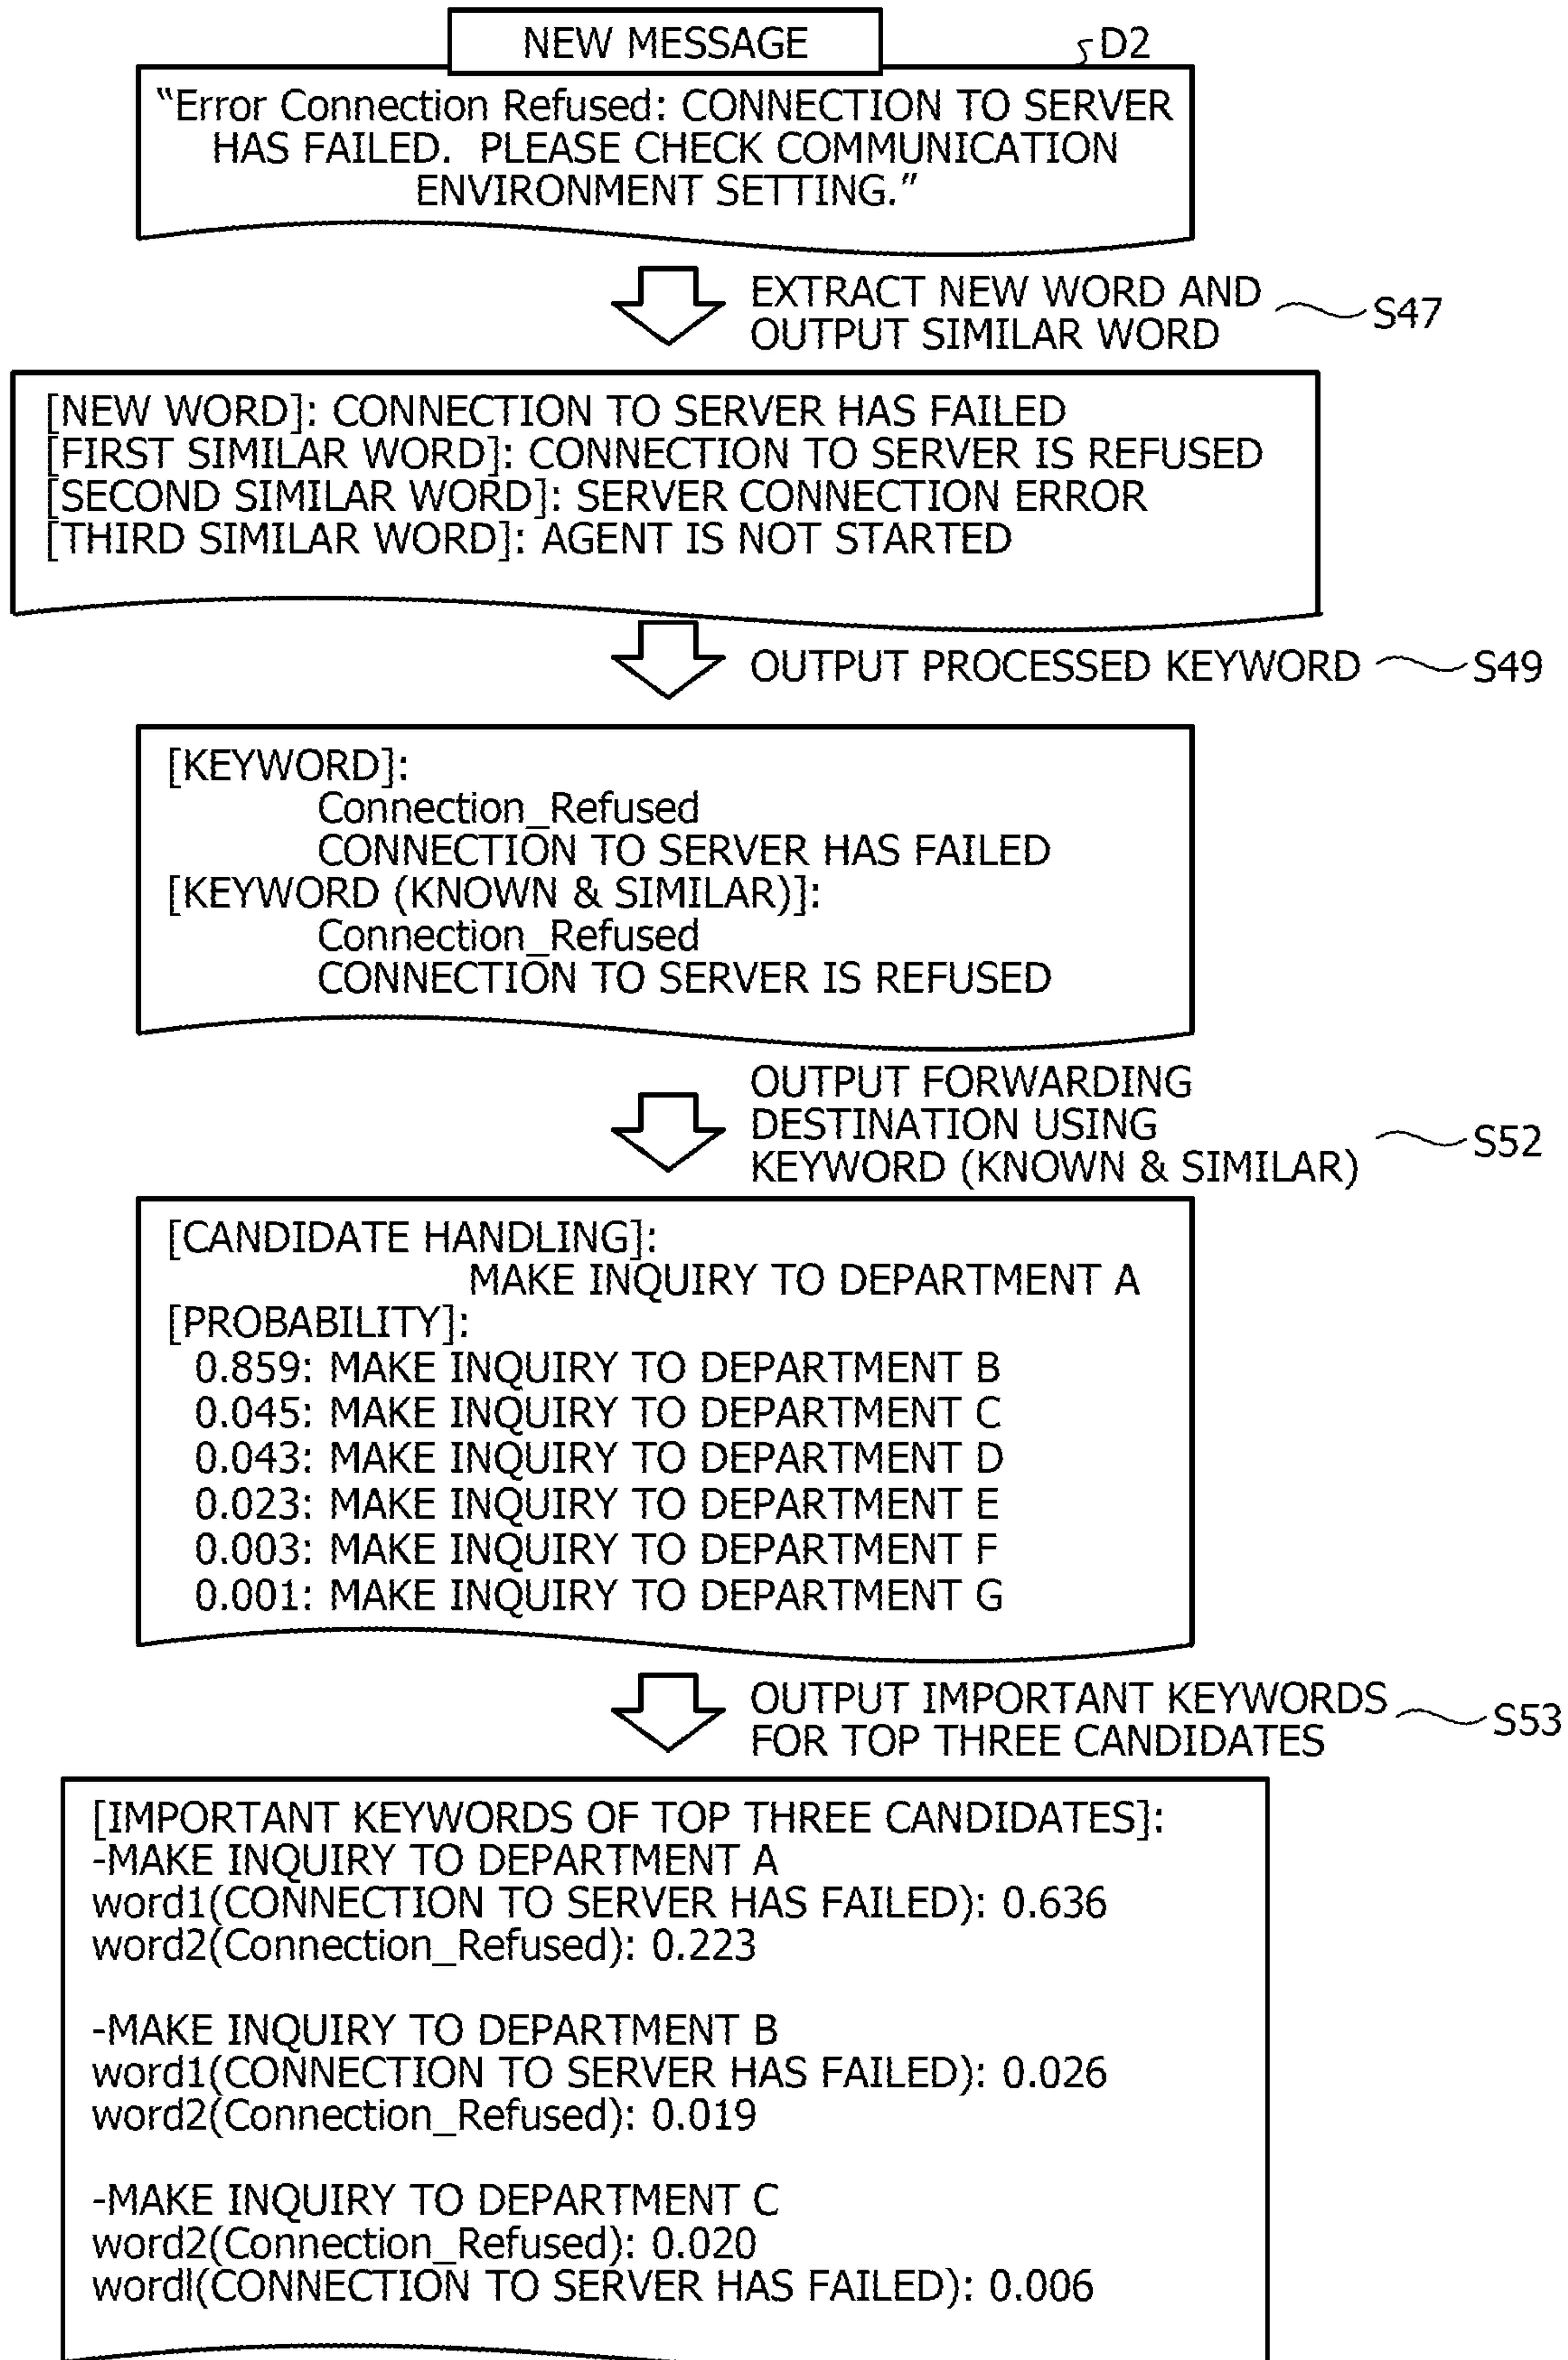 NEW MESSAGE
D2
“Error Connection Refused: CONNECTION TO SERVER
HAS FAILED. PLEASE CHECK COMMUNICATION
ENVIRONMENT SETTING.”
EXTRACT NEW WORD AND
OUTPUT SIMILAR WORD
S47
[NEW WORD]: CONNECTION TO SERVER HAS FAILED
[FIRST SIMILAR WORD]: CONNECTION TO SERVER IS REFUSED
[SECOND SIMILAR WORD]: SERVER CONNECTION ERROR
[THIRD SIMILAR WORD]: AGENT IS NOT STARTED
OUTPUT PROCESSED KEYWORD
S49
[KEYWORD]:
Connection_Refused
CONNECTION TO SERVER HAS FAILED
[KEYWORD (KNOWN & SIMILAR)]:
Connection_Refused
CONNECTION TO SERVER IS REFUSED
OUTPUT FORWARDING
DESTINATION USING
KEYWORD (KNOWN & SIMILAR)
S52
[CANDIDATE HANDLING]:
MAKE INQUIRY TO DEPARTMENT A
[PROBABILITY]:
0.859: MAKE INQUIRY TO DEPARTMENT B
0.045: MAKE INQUIRY TO DEPARTMENT C
0.043: MAKE INQUIRY TO DEPARTMENT D
0.023: MAKE INQUIRY TO DEPARTMENT E
0.003: MAKE INQUIRY TO DEPARTMENT F
0.001: MAKE INQUIRY TO DEPARTMENT G
OUTPUT IMPORTANT KEYWORDS
FOR TOP THREE CANDIDATES
S53
[IMPORTANT KEYWORDS OF TOP THREE CANDIDATES]:
-MAKE INQUIRY TO DEPARTMENT A
word1(CONNECTION TO SERVER HAS FAILED): 0.636
word2(Connection_Refused): 0.223
-MAKE INQUIRY TO DEPARTMENT B
word1(CONNECTION TO SERVER HAS FAILED): 0.026
word2(Connection_Refused): 0.019
-MAKE INQUIRY TO DEPARTMENT C
word2(Connection_Refused): 0.020
wordl(CONNECTION TO SERVER HAS FAILED): 0.006